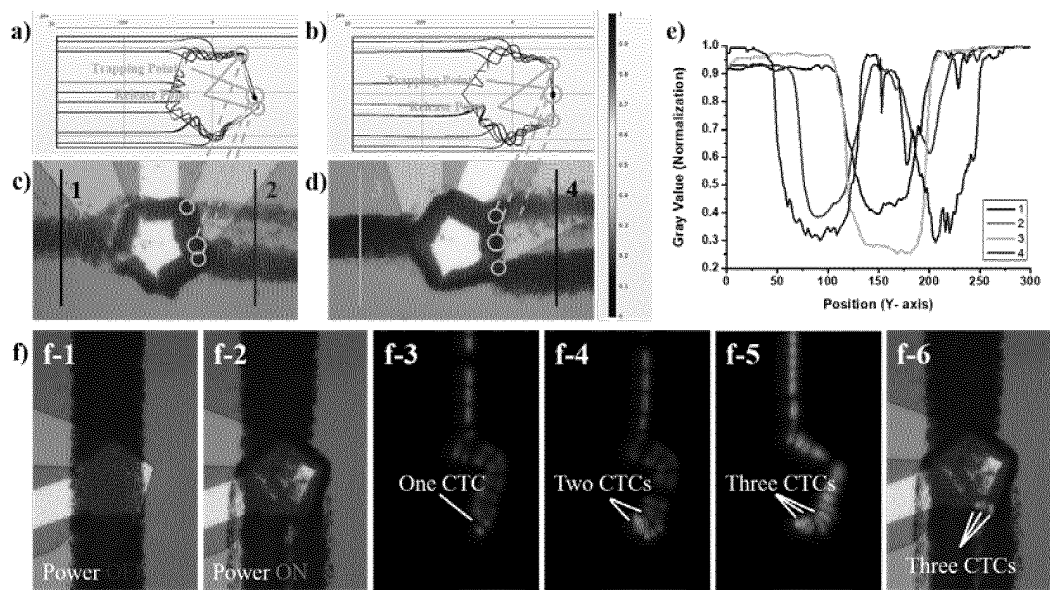 a)
b)
Trapping Point
Release Point
Trapping Point
Release Point
c)
1
2
d)
4
e)
Gray Value (Normalization)
1.0
0.9
0.8
0.7
0.6
0.5
0.4
0.3
0.2
0
50
100
150
200
250
300
Position (Y- axis)
1
2
3
4
f)
f-1
Power
f-2
Power ON
f-3
One CTC
f-4
Two CTCs
f-5
Three CTCs
f-6
Three CTCs